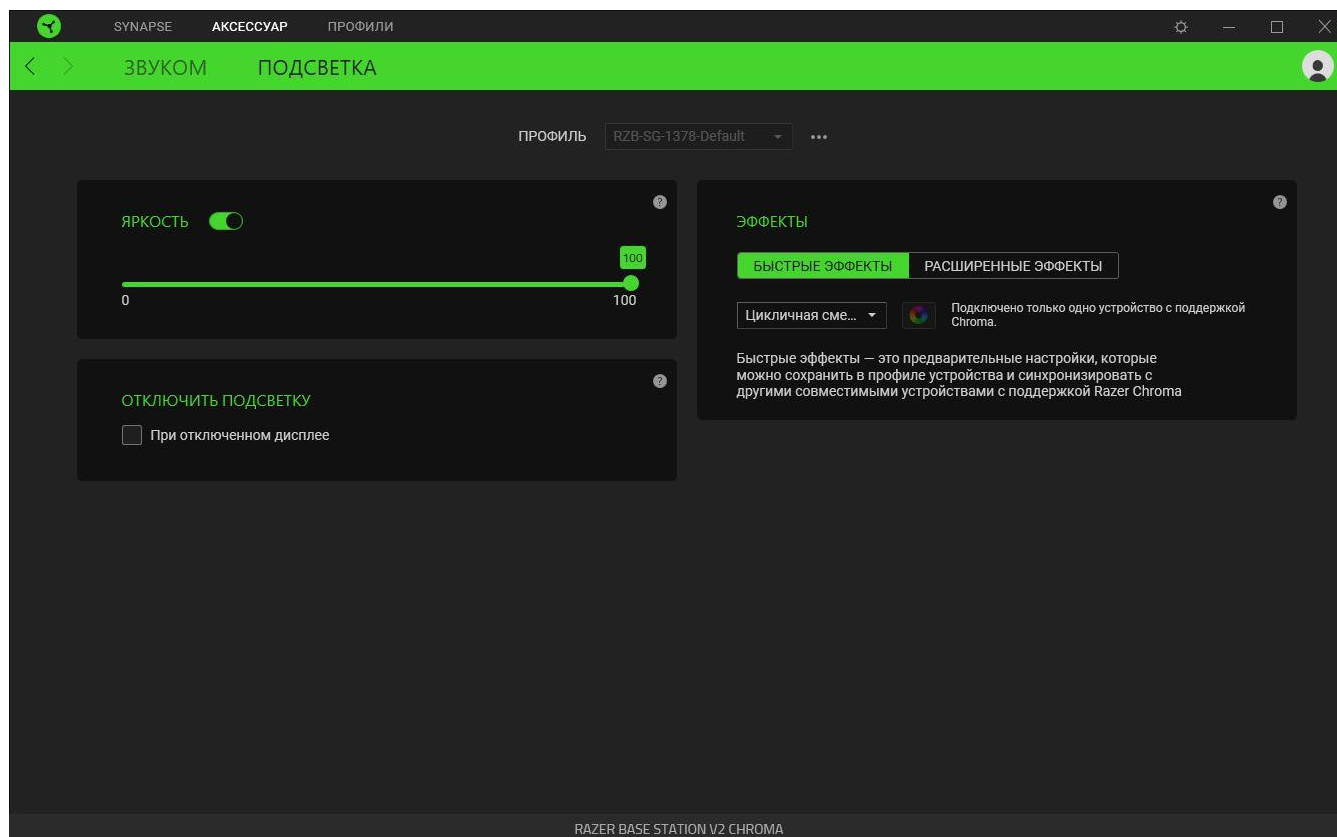 SYNAPSE АКСЕССУАР ПРОФИЛИ
ЗВУКОМ ПОДСВЕТКА
ПРОФИЛЬ RZB-SG-1378-Default
ЯРКОСТЬ
100
0 100
ОТКЛЮЧИТЬ ПОДСВЕТКУ
При отключенном дисплее
ЭФФЕКТЫ
БЫСТРЫЕ ЭФФЕКТЫ РАСШИРЕННЫЕ ЭФФЕКТЫ
Цикличная сме...
Подключено только одно устройство с поддержкой
Chroma.
Быстрые эффекты — это предварительные настройки, которые
можно сохранить в профиле устройства и синхронизировать с
другими совместимыми устройствами с поддержкой Razer Chroma
RAZER BASE STATION V2 CHROMA